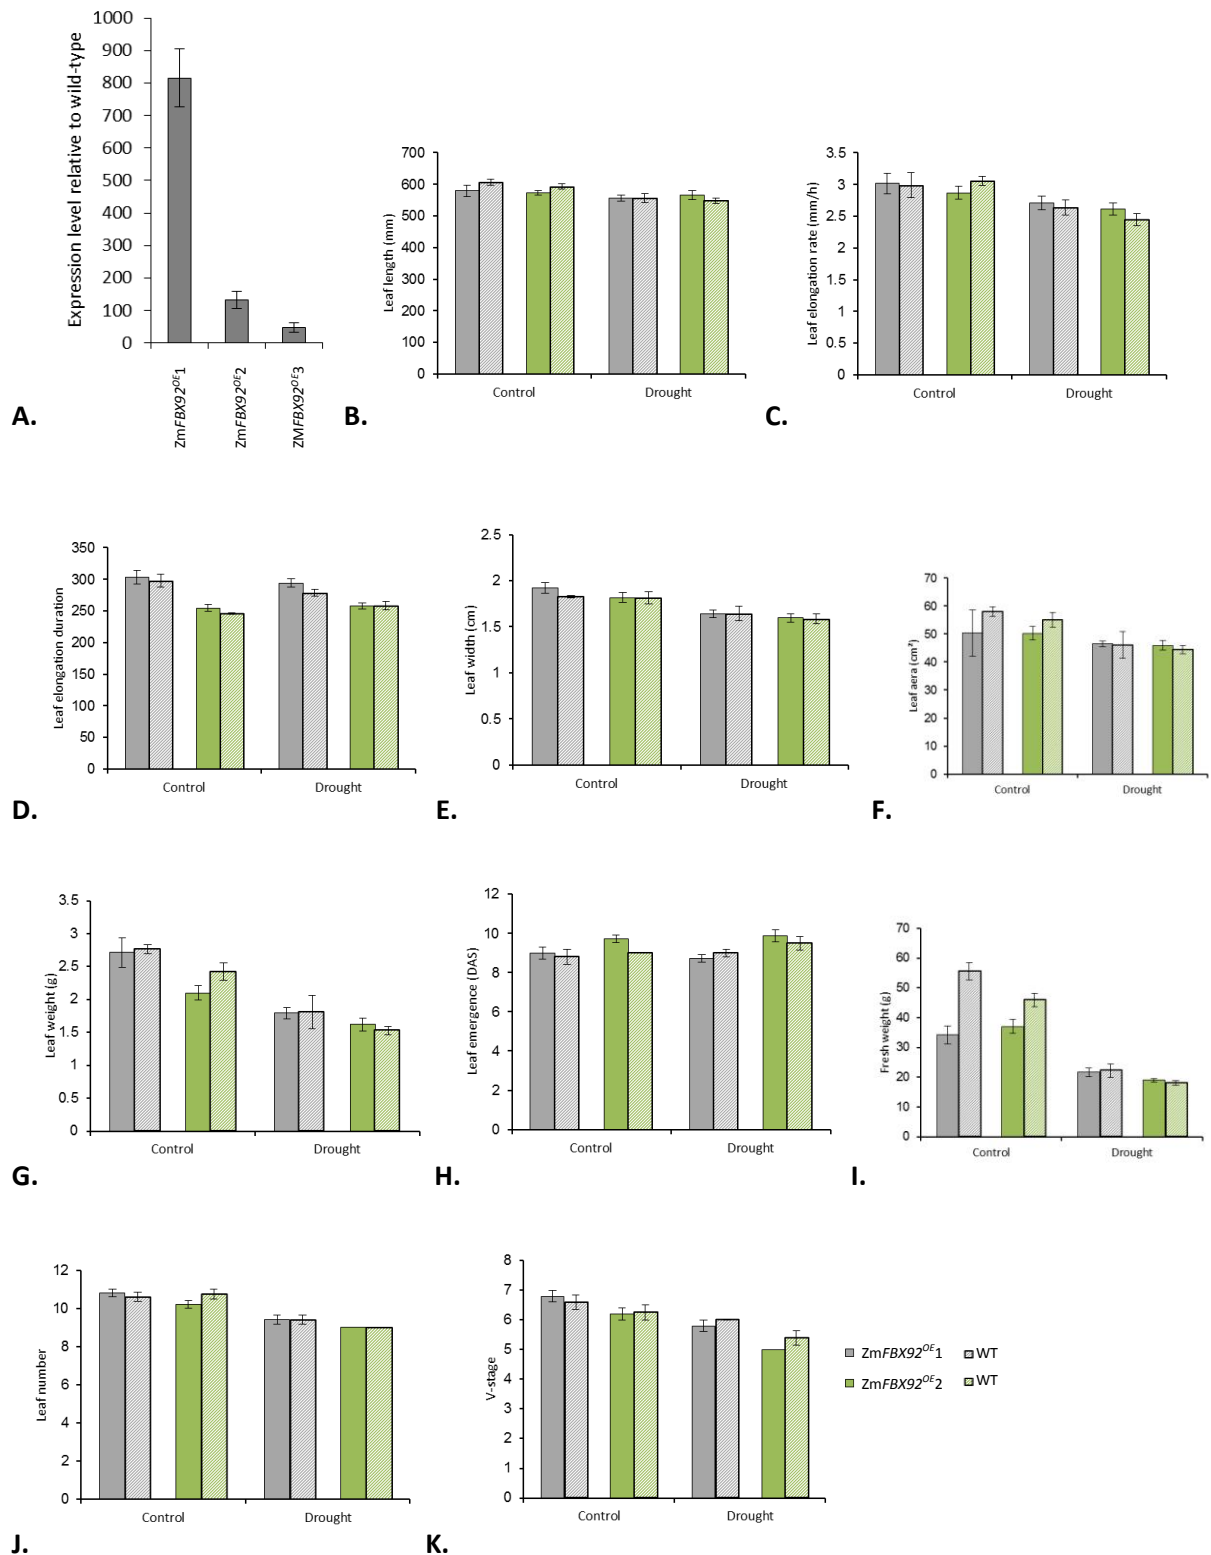 1000
900
800
700
600
500
400
300
200
100
0
Expression level relative to wild-type
ZmFBX92OE1
ZmFBX92OE2
ZMFBX92OE3
A.
700
600
500
400
300
200
100
0
Leaf length (mm)
Control Drought
B.
3.5
3
2.5
2
1.5
1
0.5
0
Leaf elongation rate (mm/h)
Control Drought
C.
350
300
250
200
150
100
50
0
Leaf elongation duration
Control Drought
D.
2.5
2
1.5
1
0.5
0
Leaf width (cm)
Control Drought
E.
70
60
50
40
30
20
10
0
Leaf aera (cm²)
Control Drought
F.
3.5
3
2.5
2
1.5
1
0.5
0
Leaf weight (g)
Control Drought
G.
12
10
8
6
4
2
0
Leaf emergence (DAS)
Control Drought
H.
70
60
50
40
30
20
10
0
Fresh weight (g)
Control Drought
I.
12
10
8
6
4
2
0
Leaf number
Control Drought
J.
8
7
6
5
4
3
2
1
0
V-stage
Control Drought
K.
ZmFBX92OE1 WT
ZmFBX92OE2 WT